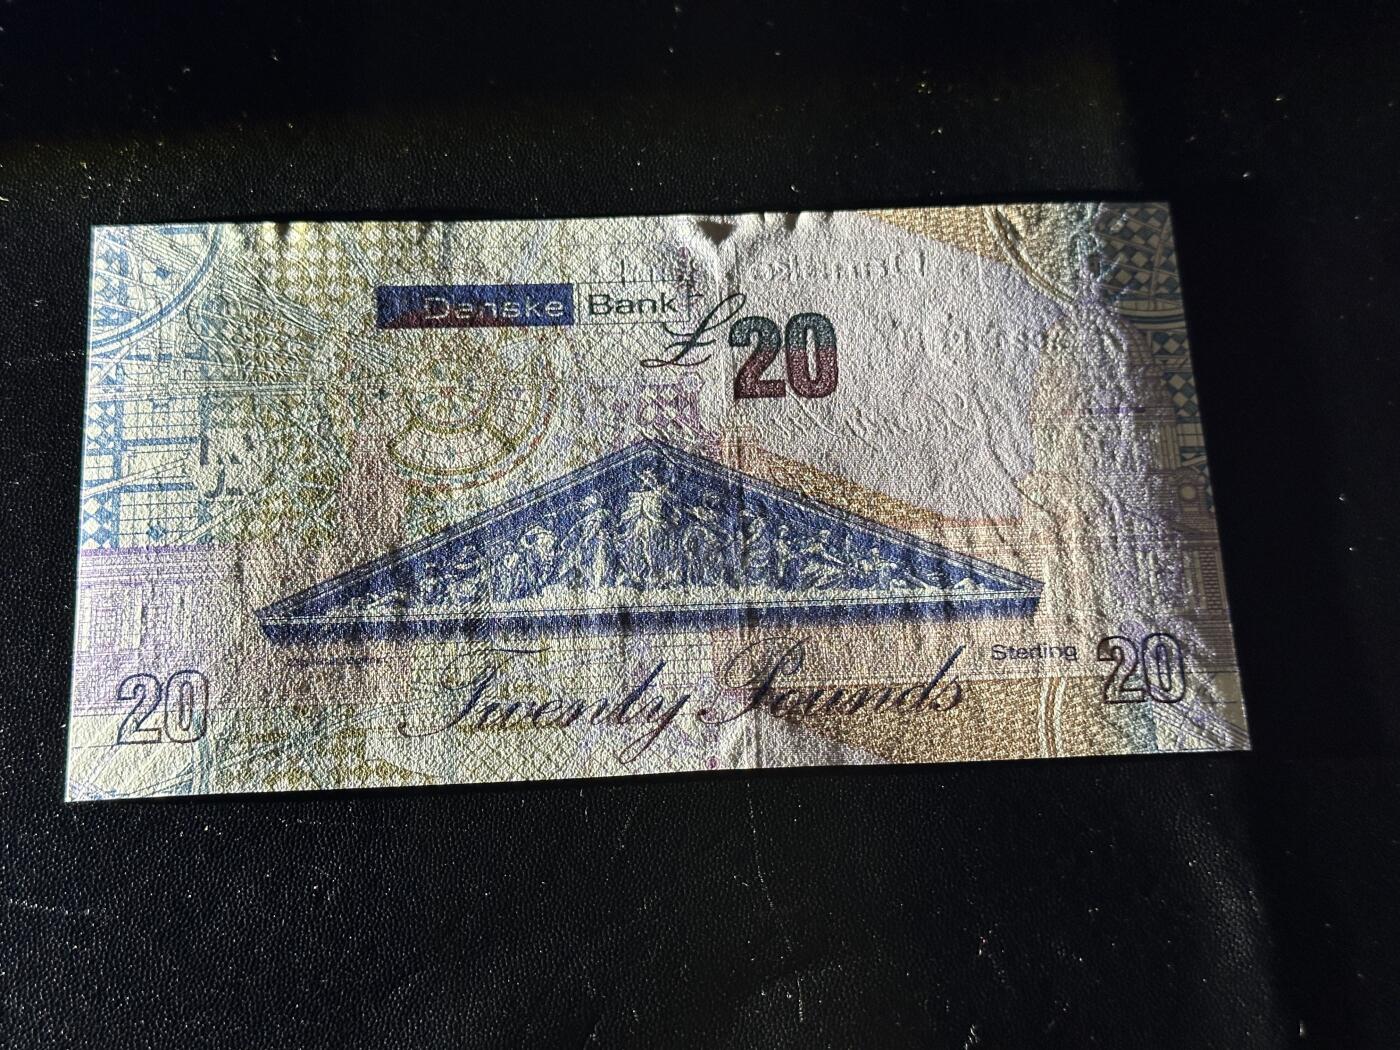 Danske Bank
£20
Sterling
20
Twenty Pounds
20